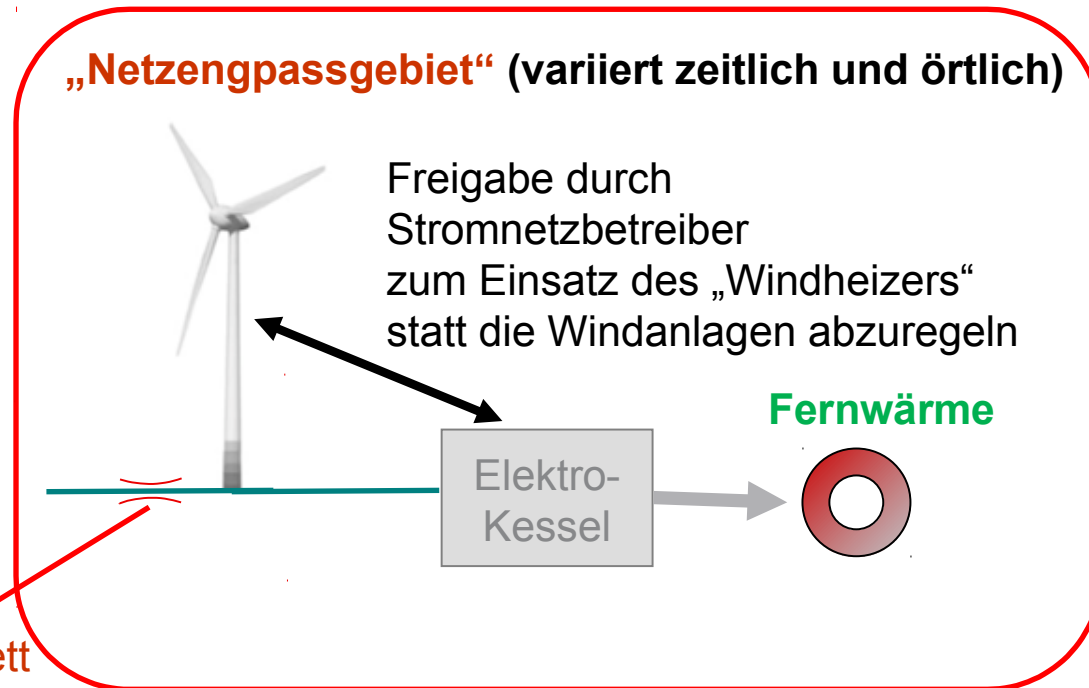 „Netzengpassgebiet“ (variiert zeitlich und örtlich)
Freigabe durch
Stromnetzbetreiber
zum Einsatz des „Windheizers“
statt die Windanlagen abzuregeln
Fernwärme
Elektro-
Kessel